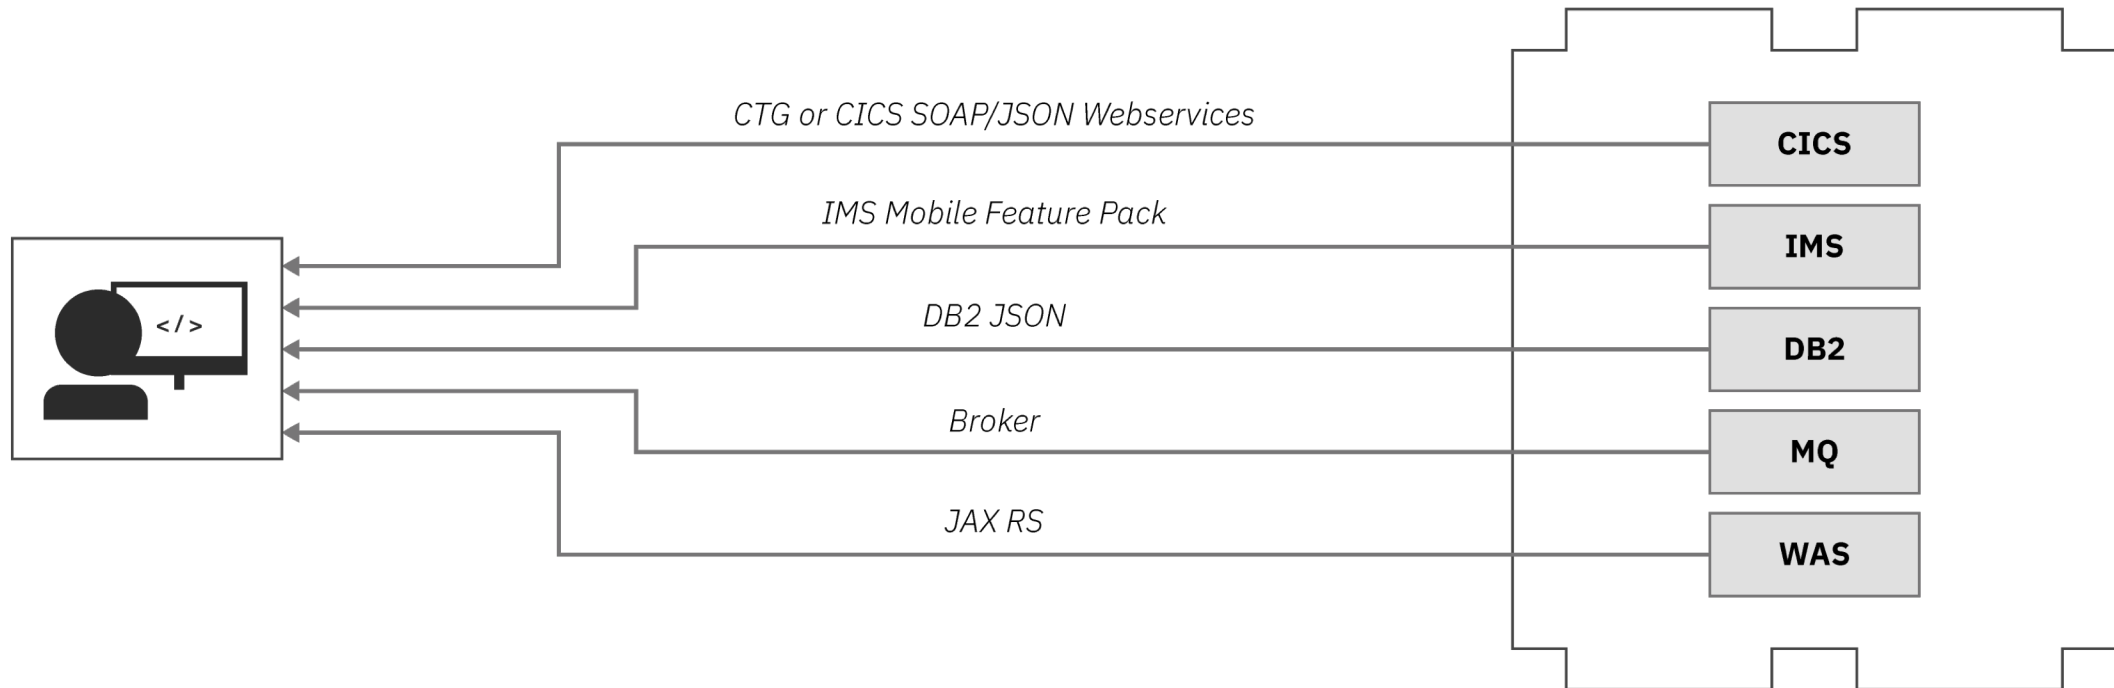 CTG or CICS SOAP/JSON Webservices
CICS
IMS Mobile Feature Pack
IMS
</>
DB2 JSON
DB2
Broker
MQ
JAX RS
WAS